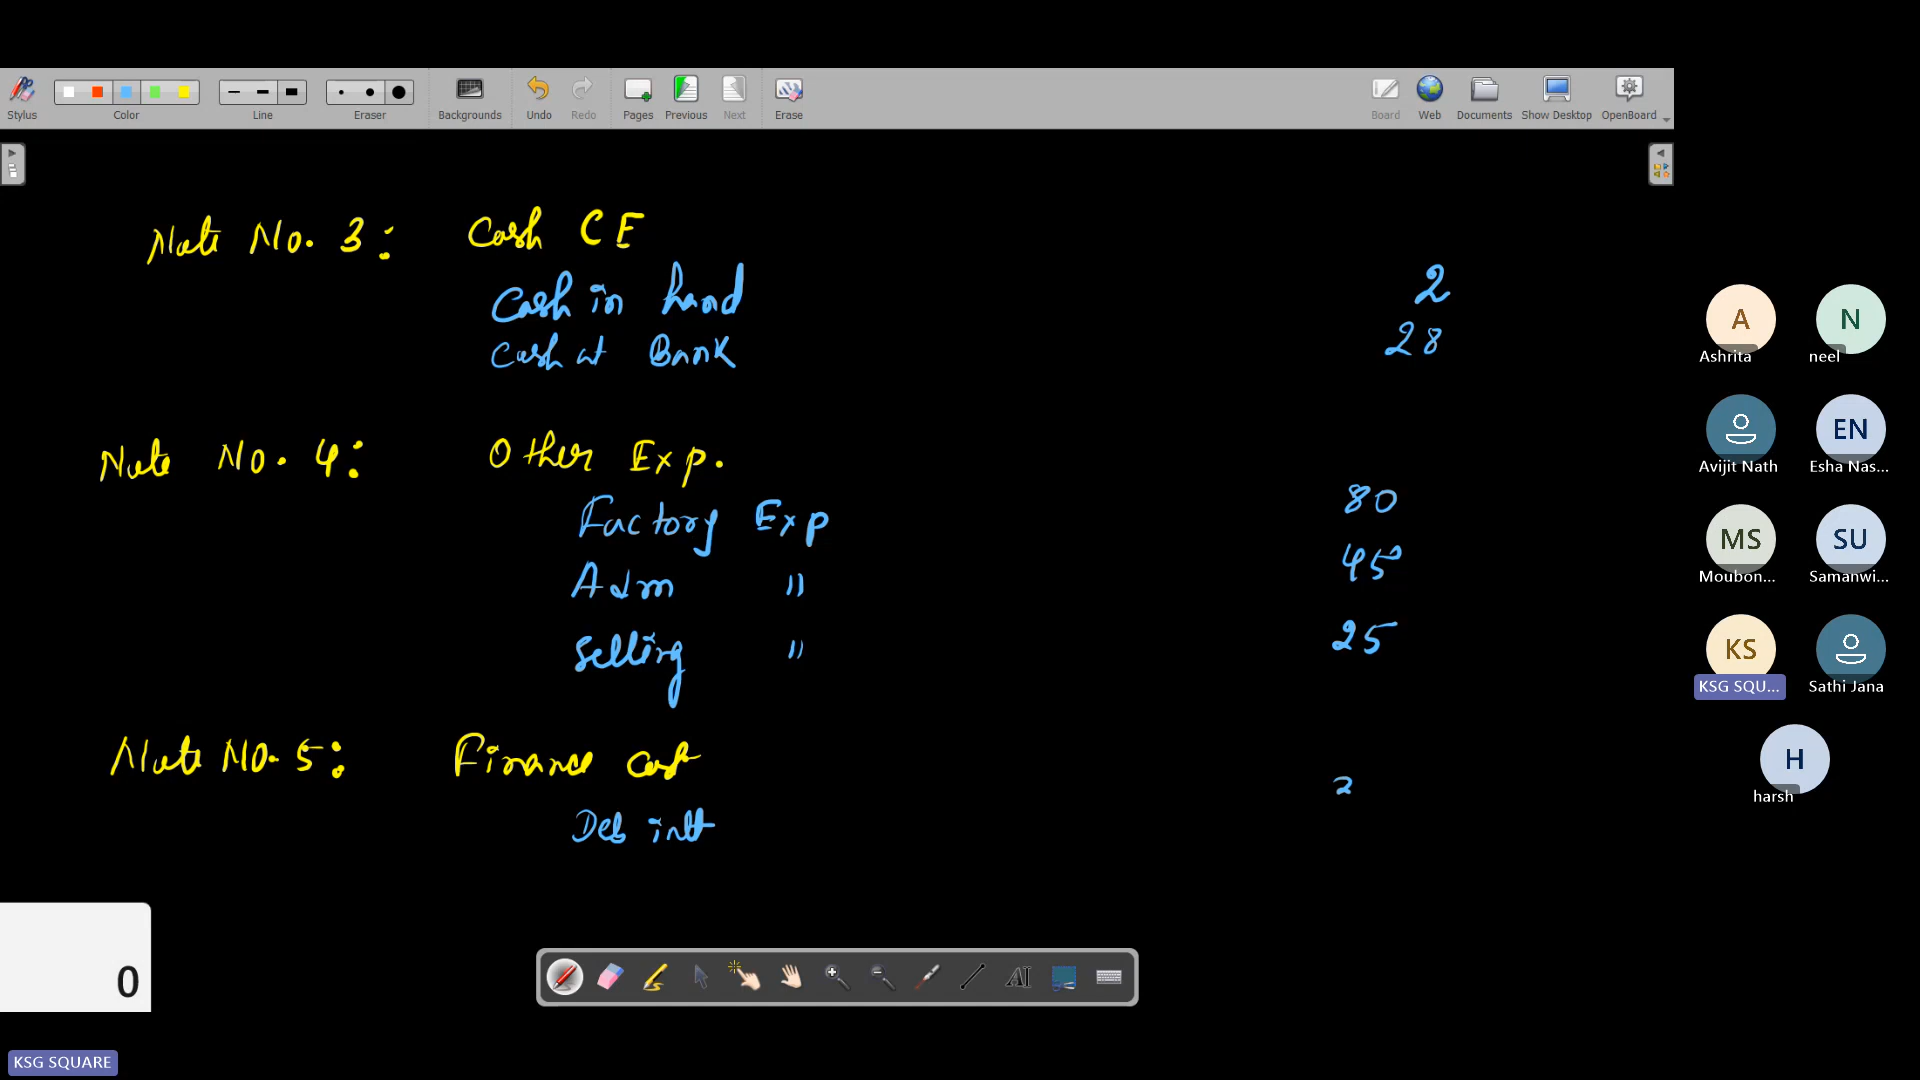 Stylus Color Line Eraser Backgrounds Undo Redo Pages Previous Next Erase Board Web Documents Show Desktop OpenBoard
Note No. 3: Cash CE
Cash in hand 2
Cash at Bank 28
Note No. 4: Other Exp.
Factory Exp 80
Adm " 45
Selling " 25
Note No. 5: Finance cost
2
Deb intt
A N
Ashrita neel
EN
Avijit Nath Esha Nas...
MS SU
Moubon... Samanwi...
KS
KSG SQU... Sathi Jana
H
harsh
0
AI
KSG SQUARE